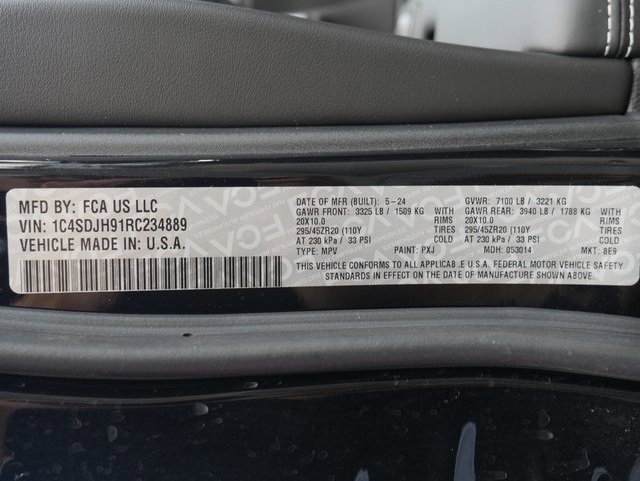 MFD BY: FCA US LLC
VIN: 1C4SDJH91RC234889
VEHICLE MADE IN: U.S.A.
DATE OF MFR (BUILT): 5-24 GVWR: 7100 LB / 3221 KG
GAWR FRONT: 3325 LB / 1509 KG WITH GAWR REAR: 3940 LB / 1788 KG WITH
20X10.0 RIMS 20X10.0 RIMS
295/45ZR20 (110Y TIRES 295/45ZR20 (110Y TIRES
AT 230 kPa / 33 PSI AT 230 kPa / 33 PSI
TYPE: MPV PAINT: PXJ MDH: 053014 MKT: 8E9
THIS VEHICLE CONFORMS TO ALL APPLICABLE U.S.A. FEDERAL MOTOR VEHICLE SAFETY
STANDARDS IN EFFECT ON THE DATE OF MANUFACTURE SHOWN ABOVE.